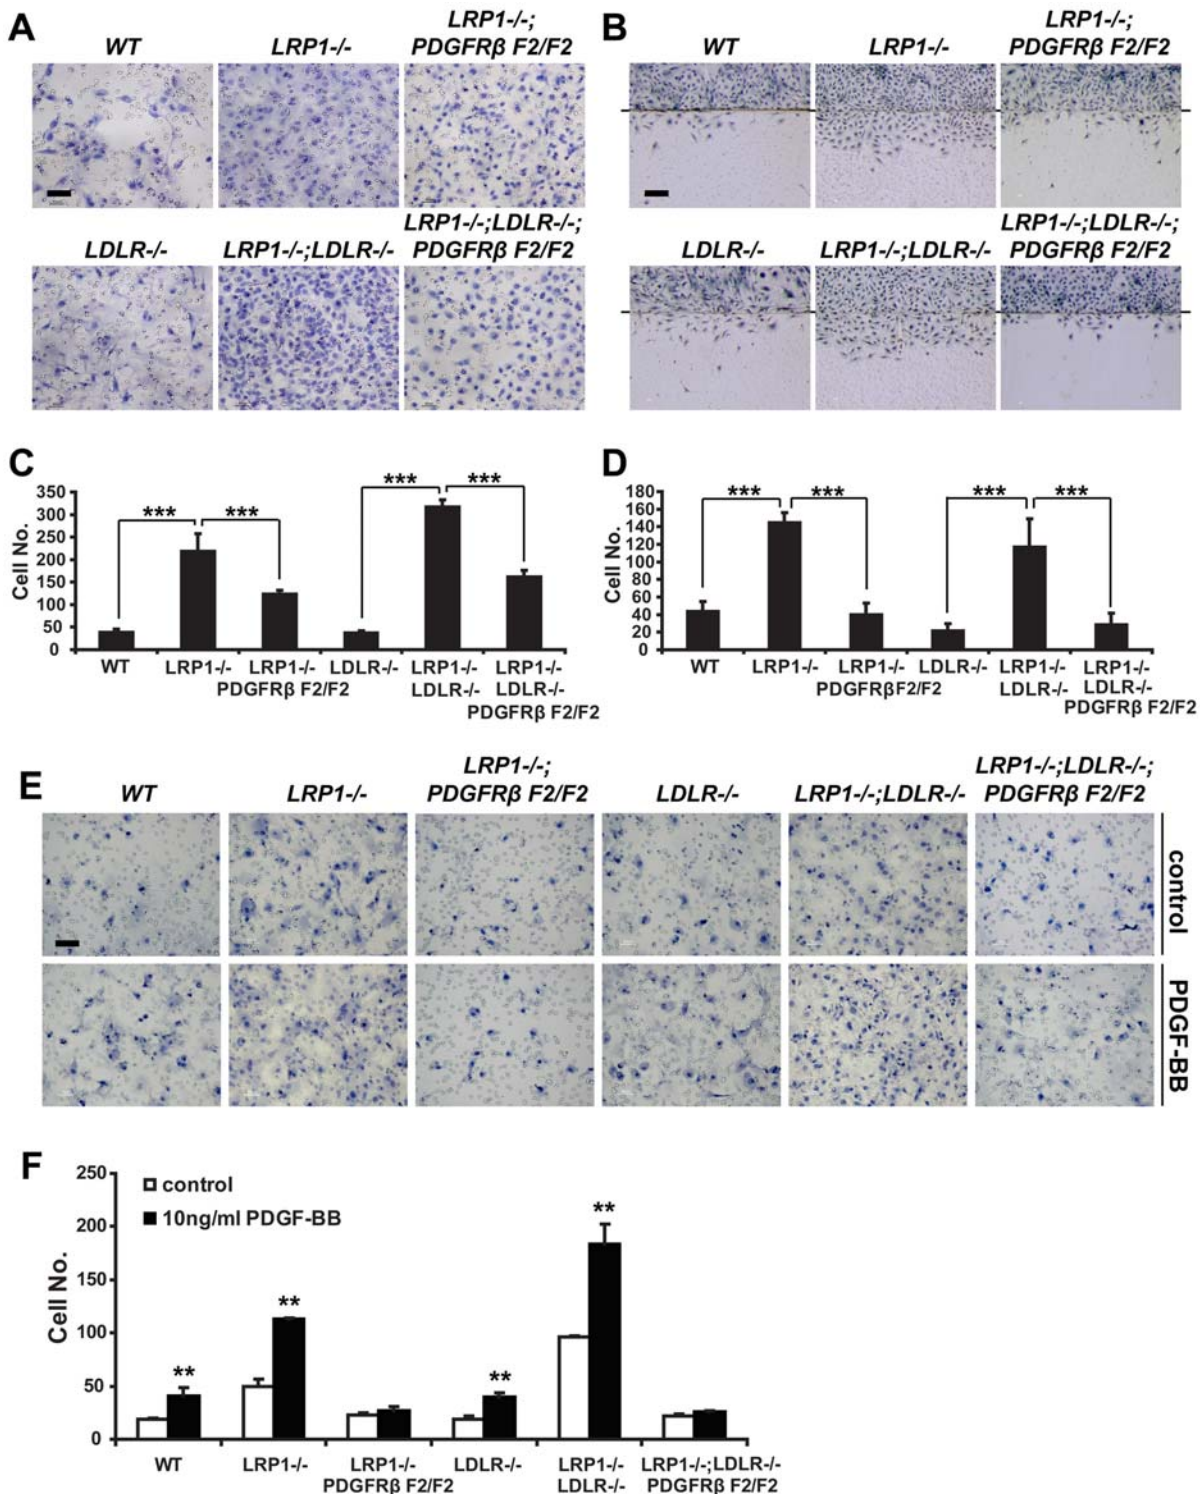 A
WT
LRP1-/-
LRP1-/-;
PDGFRβ F2/F2
LDLR-/-
LRP1-/-;LDLR-/-
LRP1-/-;LDLR-/-;
PDGFRβ F2/F2
B
WT
LRP1-/-
LRP1-/-;
PDGFRβ F2/F2
LDLR-/-
LRP1-/-;LDLR-/-
LRP1-/-;LDLR-/-;
PDGFRβ F2/F2
C
Cell No.
350
300
250
200
150
100
50
0
***
***
***
***
WT
LRP1-/-
LRP1-/-
PDGFRβ F2/F2
LDLR-/-
LRP1-/-
LDLR-/-
LRP1-/-
LDLR-/-
PDGFRβ F2/F2
D
Cell No.
180
160
140
120
100
80
60
40
20
0
***
***
***
***
WT
LRP1-/-
LRP1-/-
PDGFRβF2/F2
LDLR-/-
LRP1-/-
LDLR-/-
LRP1-/-
LDLR-/-
PDGFRβ F2/F2
E
WT
LRP1-/-
LRP1-/-;
PDGFRβ F2/F2
LDLR-/-
LRP1-/-;LDLR-/-
LRP1-/-;LDLR-/-;
PDGFRβ F2/F2
control
PDGF-BB
F
Cell No.
250
200
150
100
50
0
control
10ng/ml PDGF-BB
**
**
**
**
WT
LRP1-/-
LRP1-/-
PDGFRβ F2/F2
LDLR-/-
LRP1-/-
LDLR-/-
LRP1-/-;LDLR-/-
PDGFRβ F2/F2